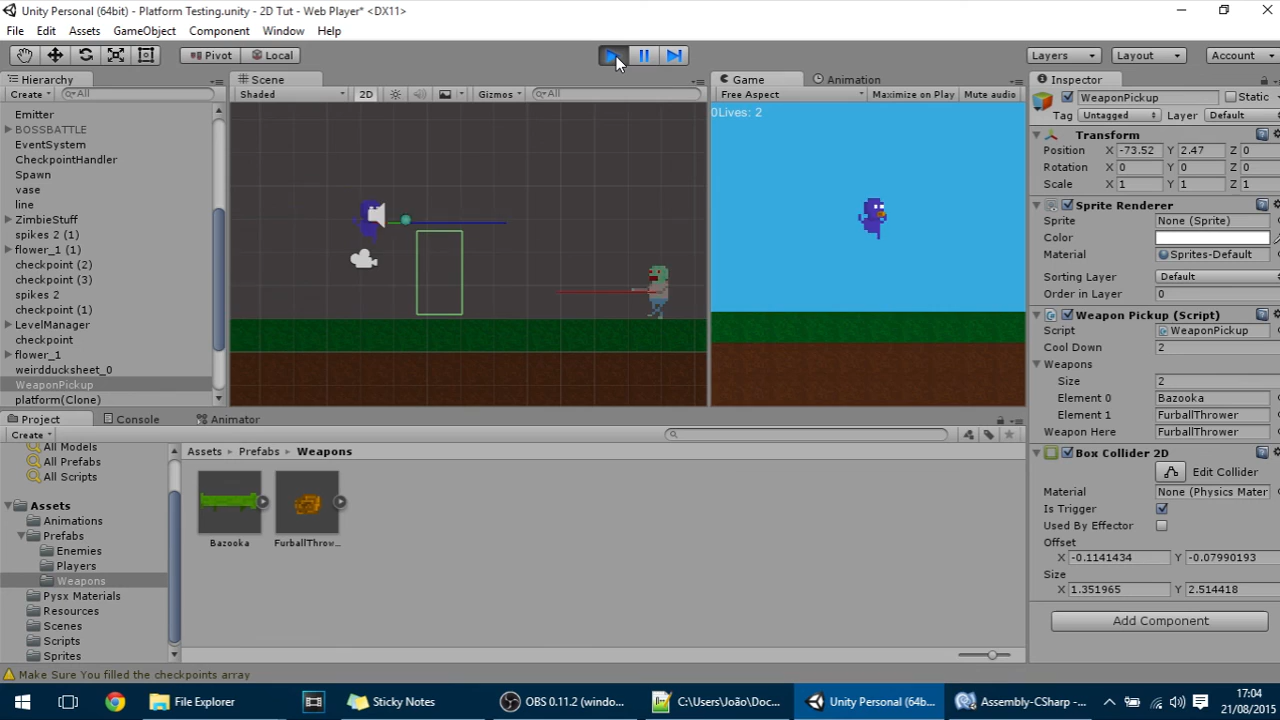 Unity Personal (64bit) - Platform Testing.unity - 2D Tut - Web Player* <DX11>
File Edit Assets GameObject Component Window Help
Pivot Local Layers Layout Account
Hierarchy Scene Game Animation Inspector
Create All Shaded 2D Gizmos All Free Aspect Maximize on Play Mute audio WeaponPickup Static
Emitter 0Lives: 2 Tag Untagged Layer Default
BOSSBATTLE Transform
EventSystem Position X -73.52 Y 2.47 Z 0
CheckpointHandler Rotation X 0 Y 0 Z 0
Spawn Scale X 1 Y 1 Z 1
vase
line Sprite Renderer
ZimbieStuff Sprite None (Sprite)
spikes 2 (1) Color
flower_1 (1) Material Sprites-Default
checkpoint (2)
checkpoint (3) Sorting Layer Default
spikes 2 Order in Layer 0
checkpoint (1) Weapon Pickup (Script)
LevelManager Script WeaponPickup
checkpoint Cool Down 2
flower_1 Weapons
weirdducksheet_0 Size 2
WeaponPickup Element 0 Bazooka
platform(Clone) Element 1 FurballThrower
Project Console Animator Weapon Here FurballThrower
Create Box Collider 2D
All Models Assets Prefabs Weapons Edit Collider
All Prefabs
All Scripts
Material None (Physics Mater
Assets Is Trigger
Animations Used By Effector
Prefabs Bazooka FurballThrow... Offset
Enemies X -0.1141434 Y -0.07990193
Players Size
Weapons X 1.351965 Y 2.514418
Pysx Materials
Resources Add Component
Scenes
Scripts
Sprites
Make Sure You filled the checkpoints array
File Explorer Sticky Notes OBS 0.11.2 (windo... C:\Users\João\Doc... Unity Personal (64b... Assembly-CSharp - ... 17:04
21/08/2015